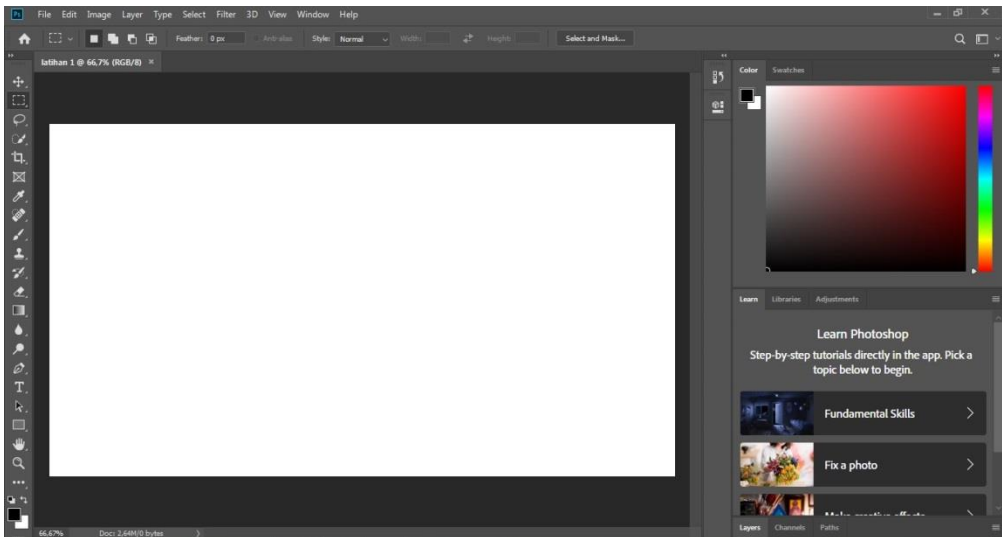 Ps File Edit Image Layer Type Select Filter 3D View Window Help
Feather: 0 px Anti-alias Style: Normal Width: Height: Select and Mask...
latihan 1 @ 66,7% (RGB/8) ×
Color Swatches
Learn Libraries Adjustments
Learn Photoshop
Step-by-step tutorials directly in the app. Pick a
topic below to begin.
Fundamental Skills
Fix a photo
Make creative effects
Layers Channels Paths
66,67% Doc: 2,64M/0 bytes